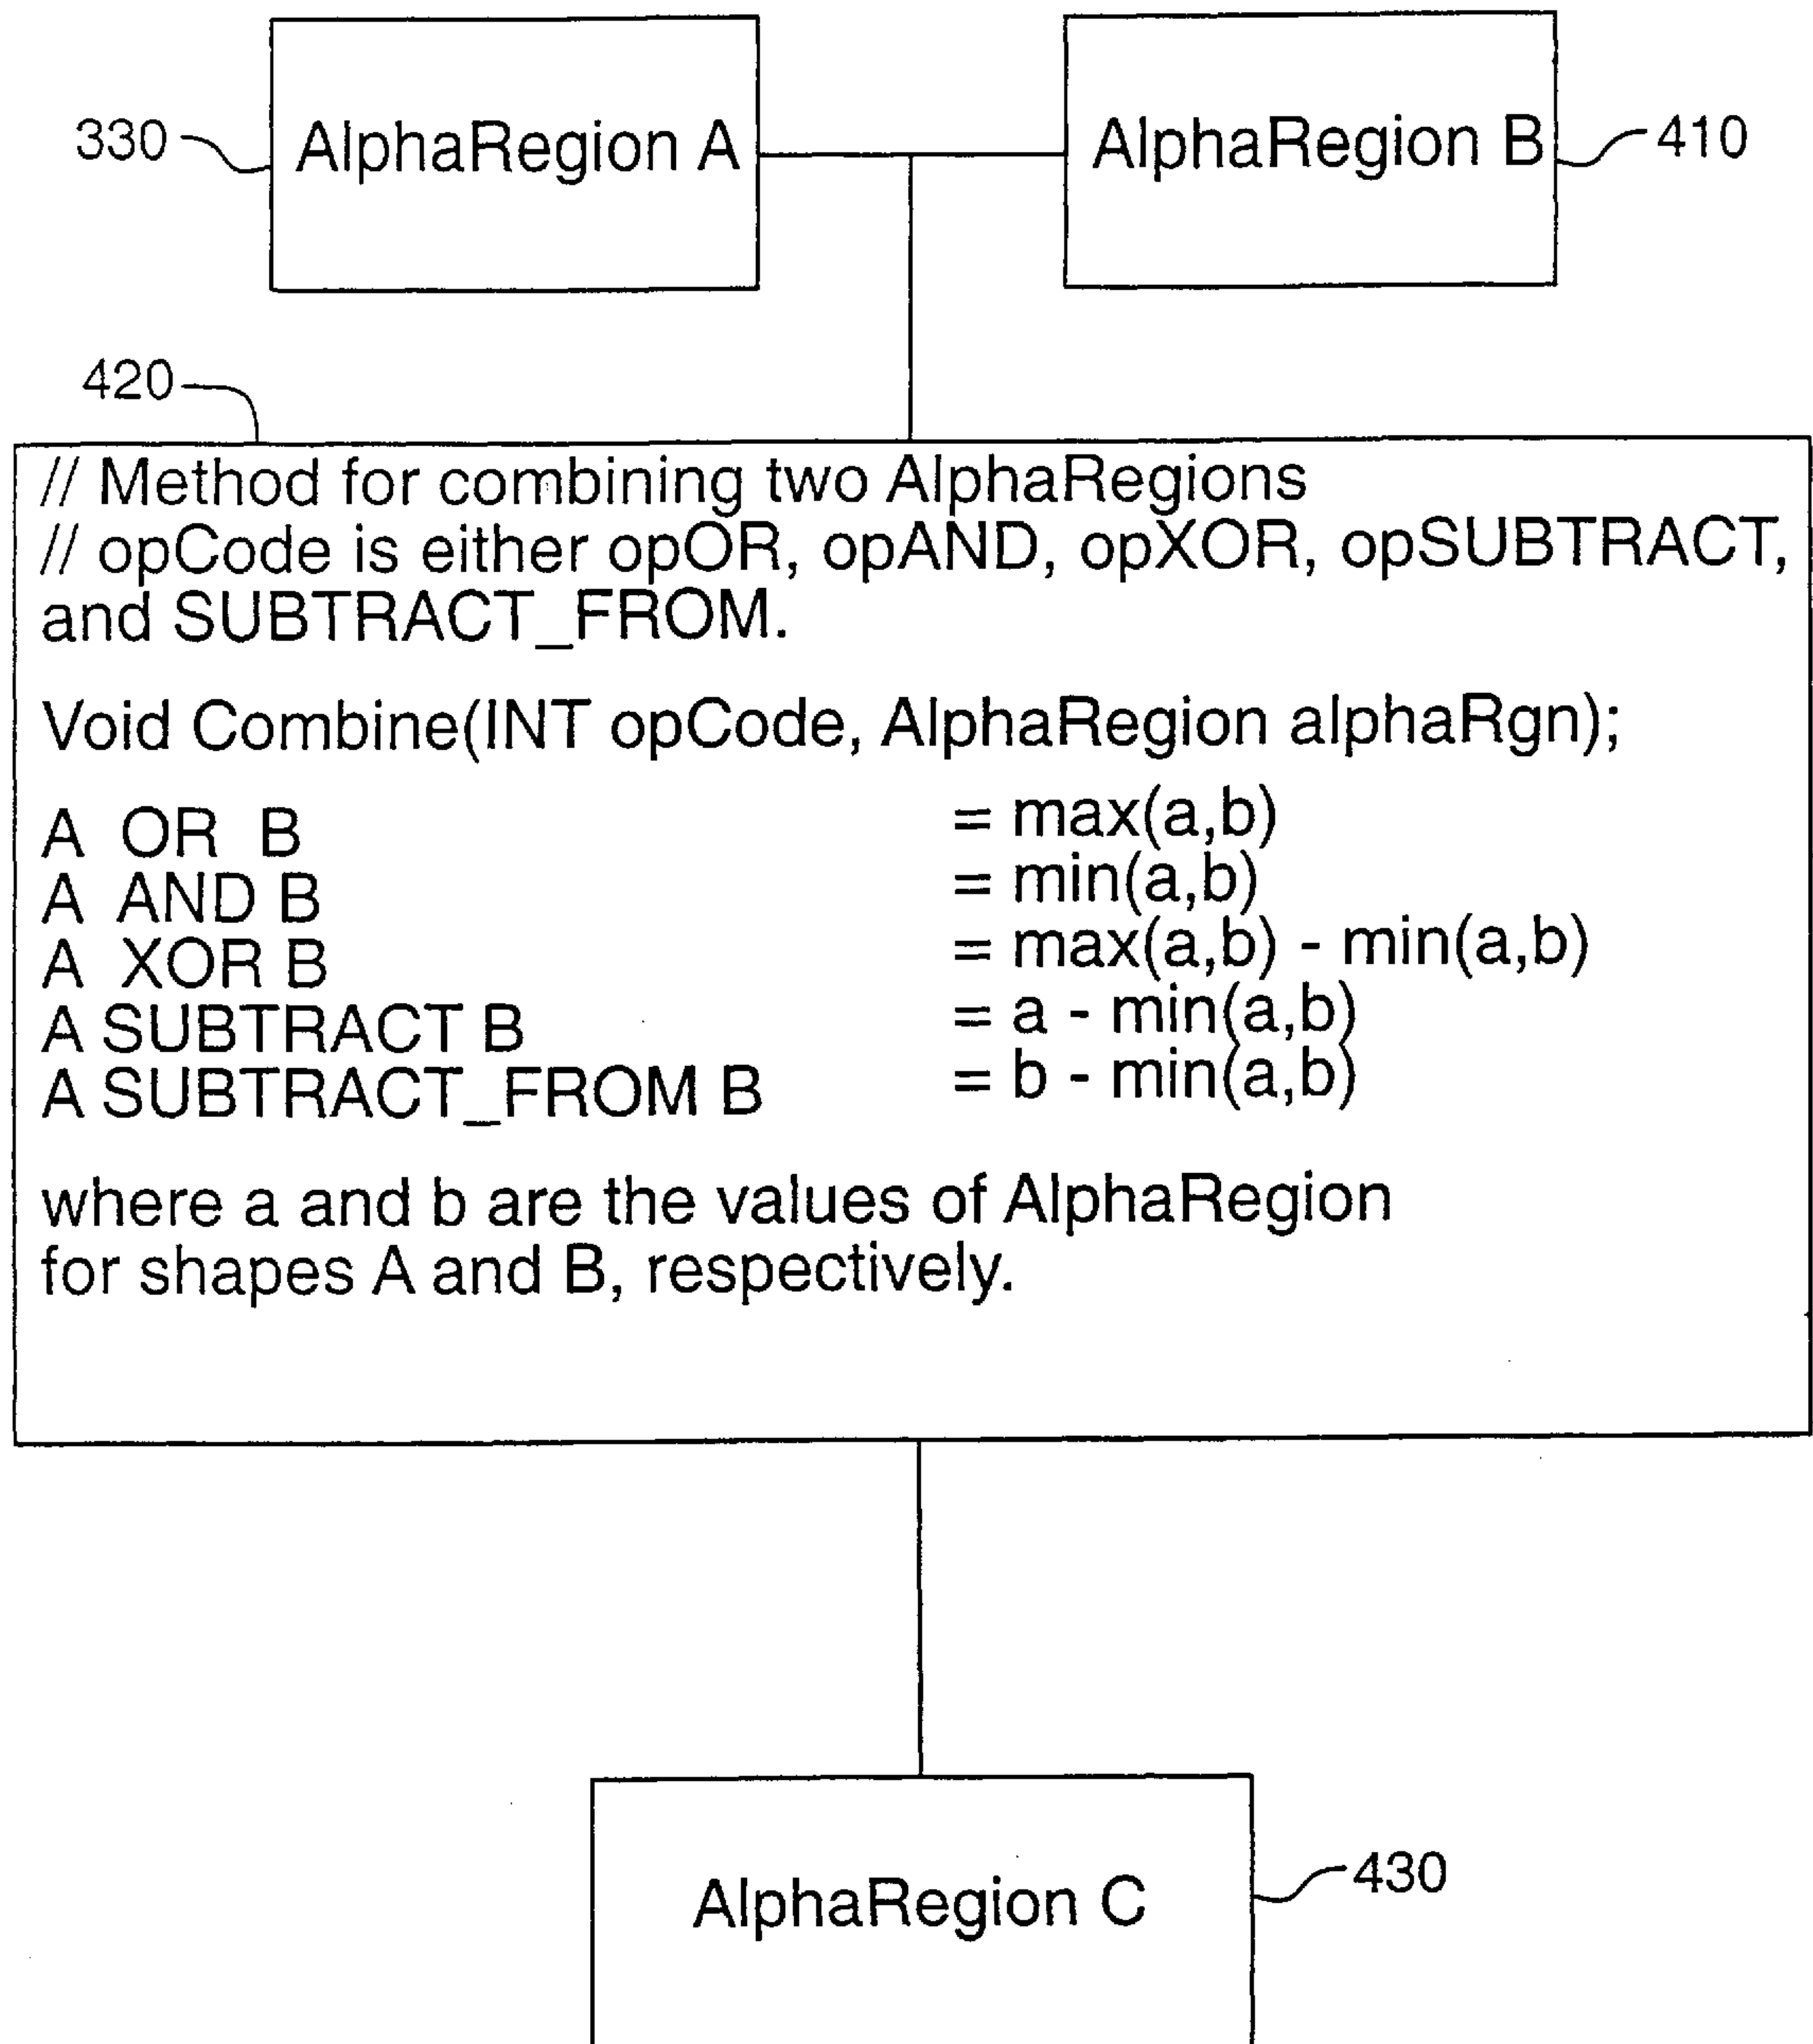 330
AlphaRegion A
AlphaRegion B
410
420
// Method for combining two AlphaRegions
// opCode is either opOR, opAND, opXOR, opSUBTRACT,
and SUBTRACT_FROM.
Void Combine(INT opCode, AlphaRegion alphaRgn);
A OR B = max(a,b)
A AND B = min(a,b)
A XOR B = max(a,b) - min(a,b)
A SUBTRACT B = a - min(a,b)
A SUBTRACT_FROM B = b - min(a,b)
where a and b are the values of AlphaRegion
for shapes A and B, respectively.
AlphaRegion C
430